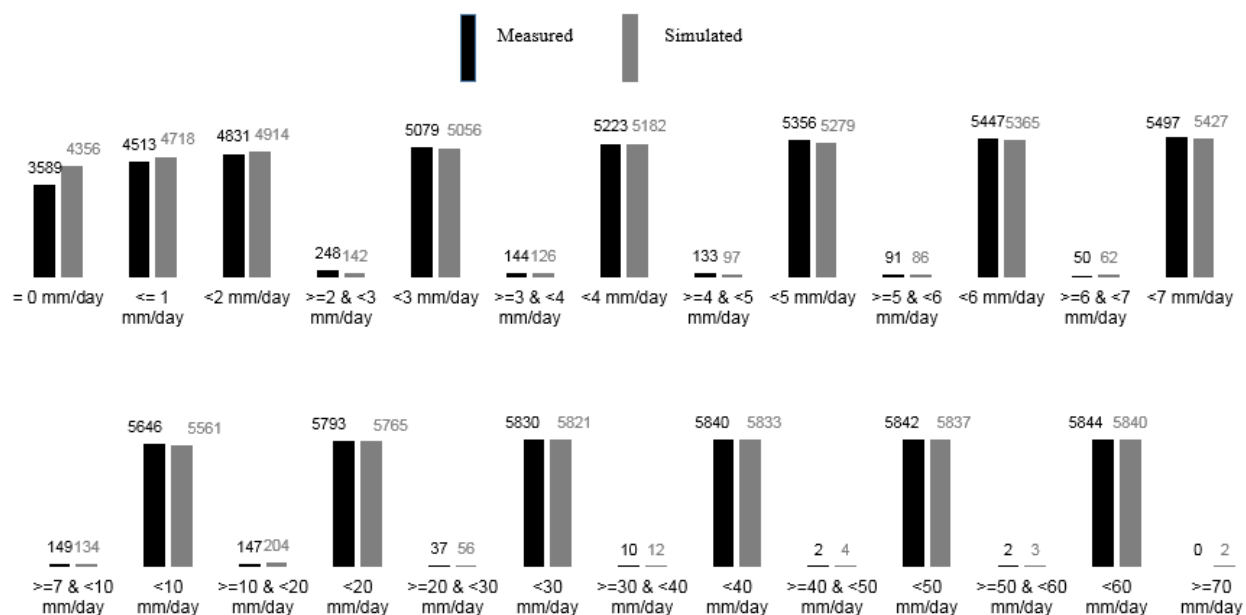 Measured Simulated
3589 4356 4513 4718 4831 4914 248 142 5079 5056 144 126 5223 5182 133 97 5356 5279 91 86 5447 5365 50 62 5497 5427
= 0 mm/day <= 1 <2 mm/day >=2 & <3 <3 mm/day >=3 & <4 <4 mm/day >=4 & <5 <5 mm/day >=5 & <6 <6 mm/day >=6 & <7 <7 mm/day
mm/day mm/day mm/day mm/day mm/day mm/day
149 134 5646 5561 147 204 5793 5765 37 56 5830 5821 10 12 5840 5833 2 4 5842 5837 2 3 5844 5840 0 2
>=7 & <10 <10 >=10 & <20 <20 >=20 & <30 <30 >=30 & <40 <40 >=40 & <50 <50 >=50 & <60 <60 >=70
mm/day mm/day mm/day mm/day mm/day mm/day mm/day mm/day mm/day mm/day mm/day mm/day mm/day